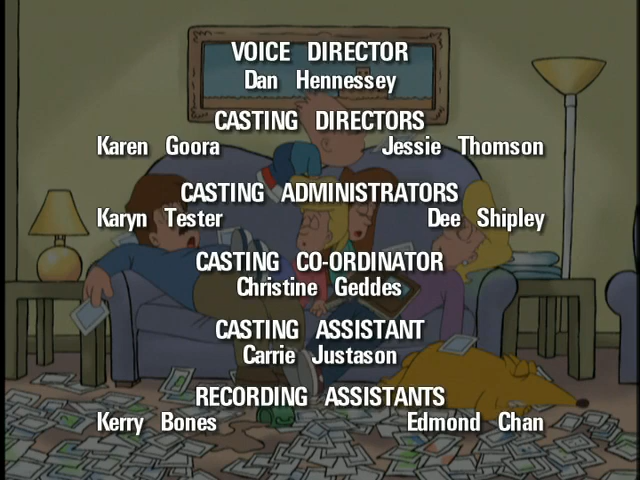 VOICE DIRECTOR
Dan Hennessey
CASTING DIRECTORS
Karen Goora Jessie Thomson
CASTING ADMINISTRATORS
Karyn Tester Dee Shipley
CASTING CO-ORDINATOR
Christine Geddes
CASTING ASSISTANT
Carrie Justason
RECORDING ASSISTANTS
Kerry Bones Edmond Chan